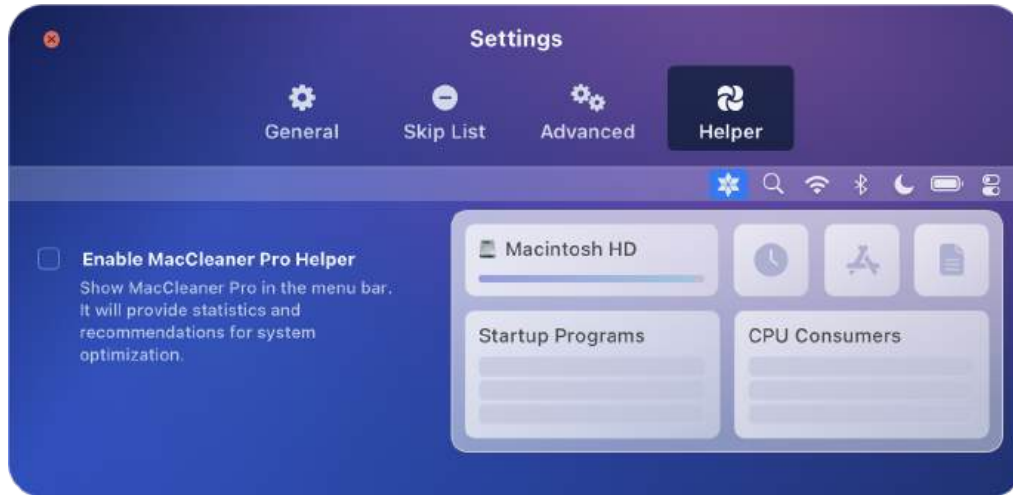 Settings
General
Skip List
Advanced
Helper
Enable MacCleaner Pro Helper
Show MacCleaner Pro in the menu bar.
It will provide statistics and
recommendations for system
optimization.
Macintosh HD
Startup Programs
CPU Consumers